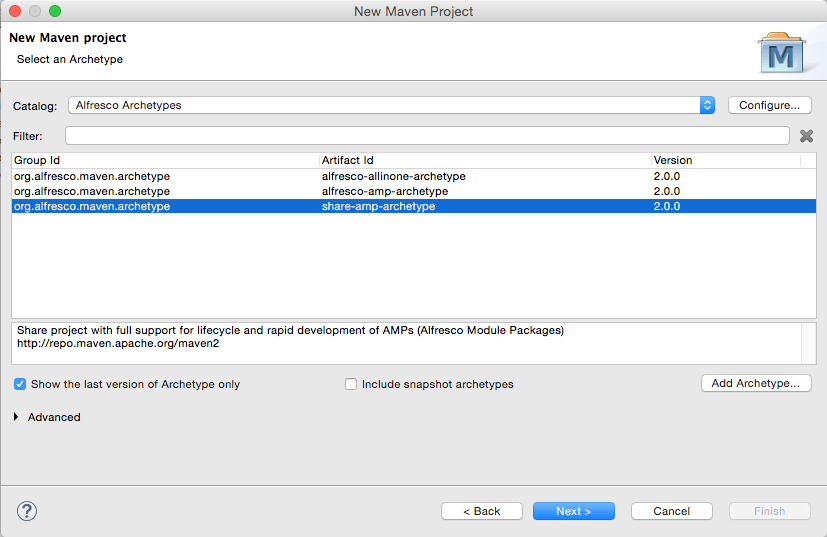 New Maven Project
New Maven project
Select an Archetype
M
Catalog: Alfresco Archetypes Configure...
Filter:
Group Id Artifact Id Version
org.alfresco.maven.archetype alfresco-allinone-archetype 2.0.0
org.alfresco.maven.archetype alfresco-amp-archetype 2.0.0
org.alfresco.maven.archetype share-amp-archetype 2.0.0
Share project with full support for lifecycle and rapid development of AMPs (Alfresco Module Packages)
http://repo.maven.apache.org/maven2
Show the last version of Archetype only Include snapshot archetypes Add Archetype...
Advanced
? < Back Next > Cancel Finish